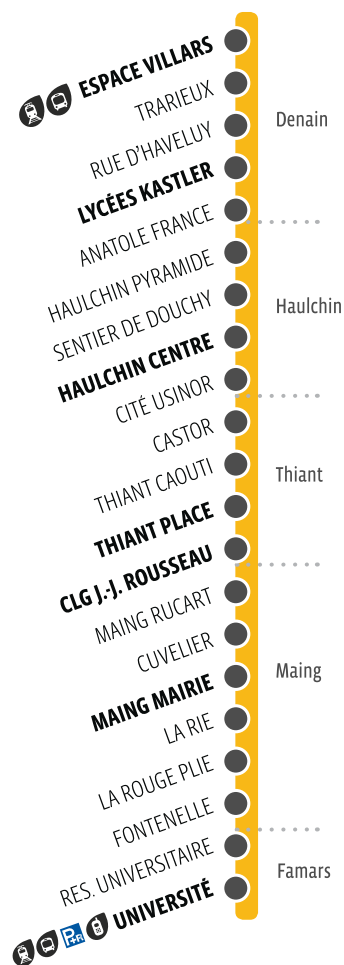 ESPACE VILLARS
TRARIEUX
RUE D'HAVELUY
LYCÉES KASTLER
ANATOLE FRANCE
Denain
HAULCHIN PYRAMIDE
SENTIER DE DOUCHY
HAULCHIN CENTRE
CITÉ USINOR
Haulchin
CASTOR
THIANT CAOUTI
THIANT PLACE
CLG J.-J. ROUSSEAU
Thiant
MAING RUCART
CUVELIER
MAING MAIRIE
LA RIE
LA ROUGE PLIE
FONTENELLE
Maing
RES. UNIVERSITAIRE
P+R UNIVERSITÉ
Famars